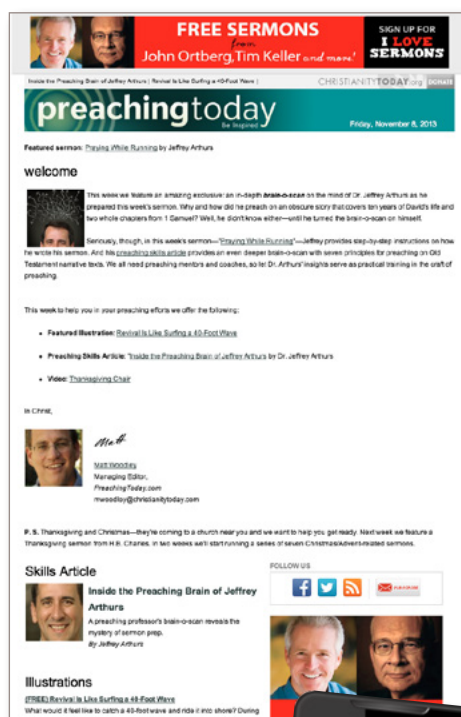 FREE SERMONS
from
John Ortberg, Tim Keller and more!
SIGN UP FOR
I LOVE
SERMONS
Inside the Preaching Brain of Jeffrey Arthurs | Revival Is Like Surfing a 40-Foot Wave |
CHRISTIANITYTODAY.org DONATE
preachingtoday
Be Inspired
Friday, November 8, 2013
Featured sermon: Praying While Running by Jeffrey Arthurs
welcome
This week we feature an amazing exclusive: an in-depth brain-o-scan on the mind of Dr. Jeffrey Arthurs as he
prepared this week's sermon. Why and how did he preach on an obscure story that covers ten years of David's life and
two whole chapters from 1 Samuel? Well, he didn't know either—until he turned the brain-o-scan on himself.
Seriously, though, in this week's sermon—"Praying While Running"—Jeffrey provides step-by-step instructions on how
he wrote his sermon. And his preaching skills article provides an even deeper brain-o-scan with seven principles for preaching on Old
Testament narrative texts. We all need preaching mentors and coaches, so let Dr. Arthur's insights serve as practical training in the craft of
preaching.
This week to help you in your preaching efforts we offer the following:
• Featured Illustration: Revival Is Like Surfing a 40-Foot Wave
• Preaching Skills Article: "Inside the Preaching Brain of Jeffrey Arthurs by Dr. Jeffrey Arthurs
• Video: Thanksgiving Chair
In Christ,
Matt
Matt Woodley
Managing Editor,
PreachingToday.com
mwoodley@christianitytoday.com
P. S. Thanksgiving and Christmas—they're coming to a church near you and we want to help you get ready. Next week we feature a
Thanksgiving sermon from H.B. Charles. In two weeks we'll start running a series of seven Christmas/Advent-related sermons.
Skills Article
Inside the Preaching Brain of Jeffrey
Arthurs
A preaching professor's brain-o-scan reveals the
mystery of sermon prep.
By Jeffrey Arthurs
FOLLOW US
SUBSCRIBE
Illustrations
(FREE) Revival Is Like Surfing a 40-Foot Wave
What would it feel like to catch a 40-foot wave and ride it into shore? During